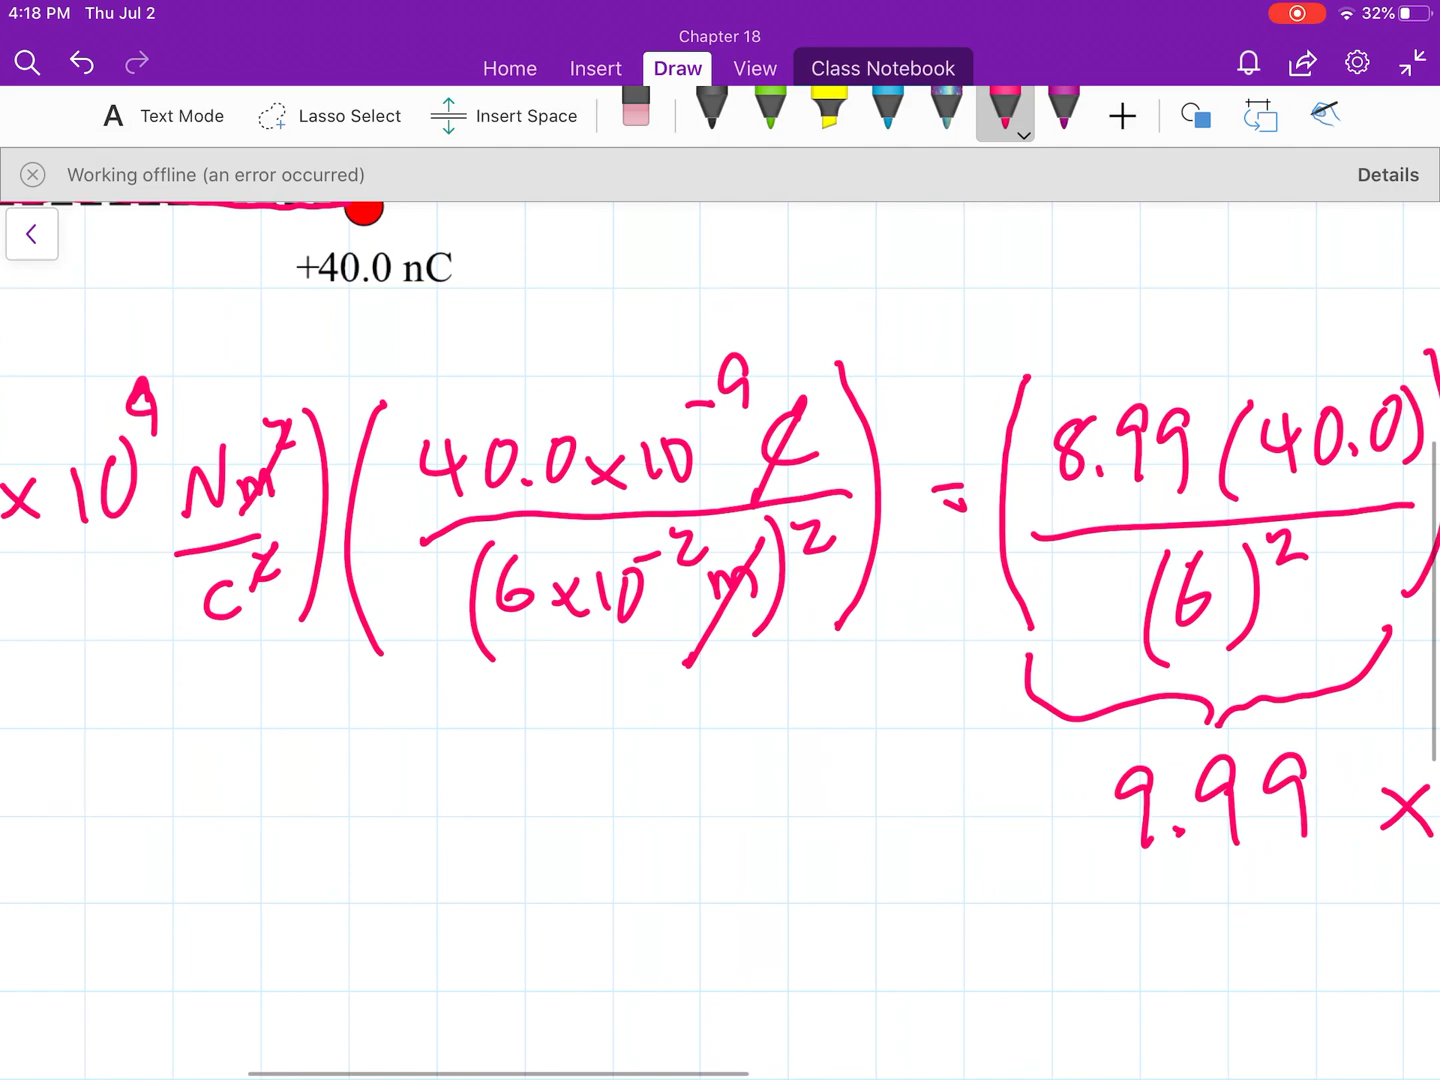 4:18 PM Thu Jul 2 32%
Chapter 18
Home Insert Draw View Class Notebook
A Text Mode Lasso Select Insert Space
Working offline (an error occurred) Details
+40.0 nC
× 10⁹ Nm²/C²) (40.0 × 10⁻⁹ C / (6 × 10⁻² m)²) = (8.99 (40.0) / (6)²)
9.99 ×